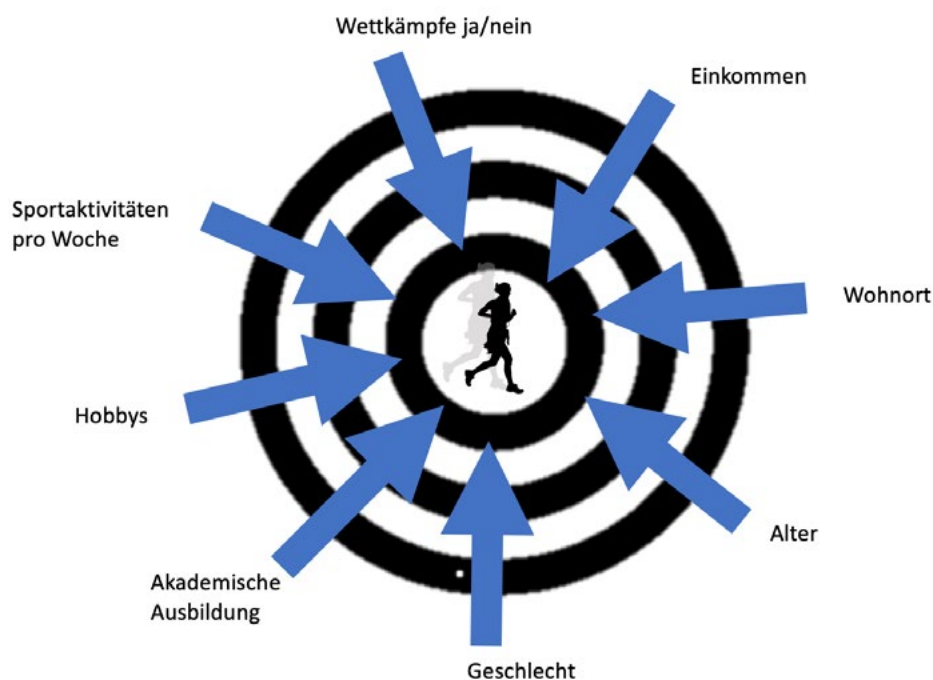 Wettkämpfe ja/nein
Einkommen
Sportaktivitäten
pro Woche
Wohnort
Hobbys
Alter
Akademische
Ausbildung
Geschlecht